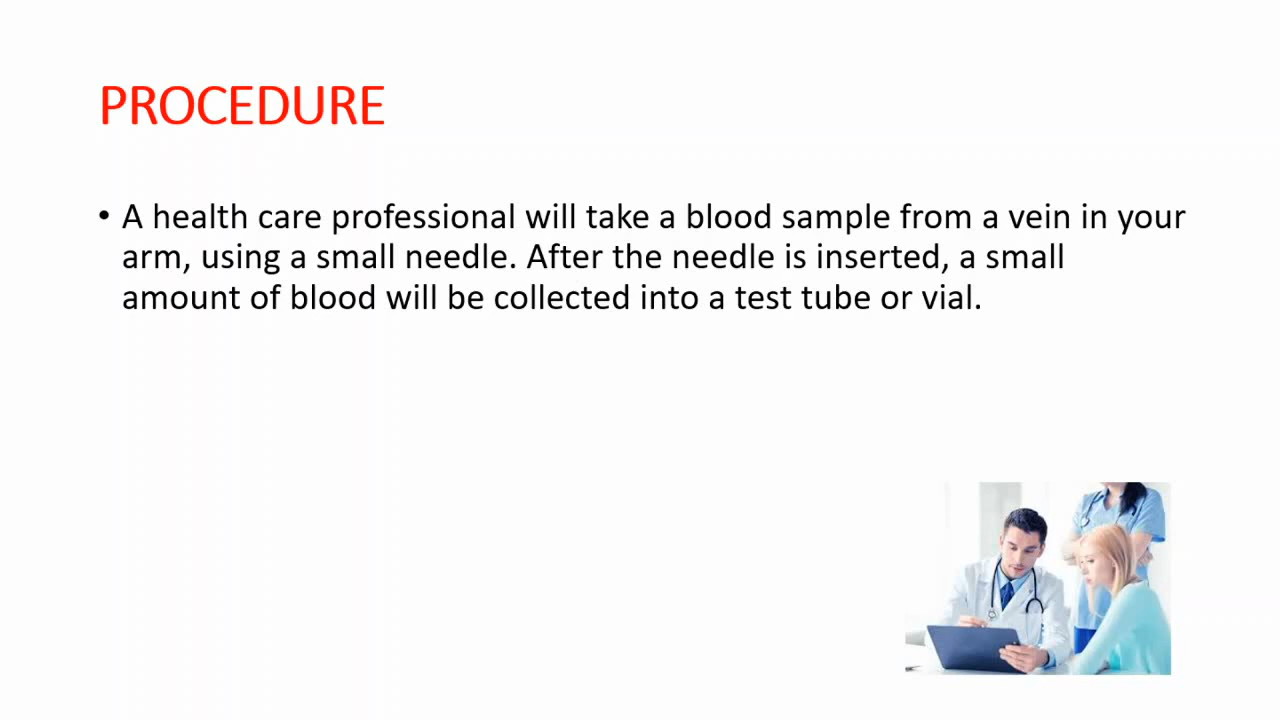 PROCEDURE
• A health care professional will take a blood sample from a vein in your
arm, using a small needle. After the needle is inserted, a small
amount of blood will be collected into a test tube or vial.